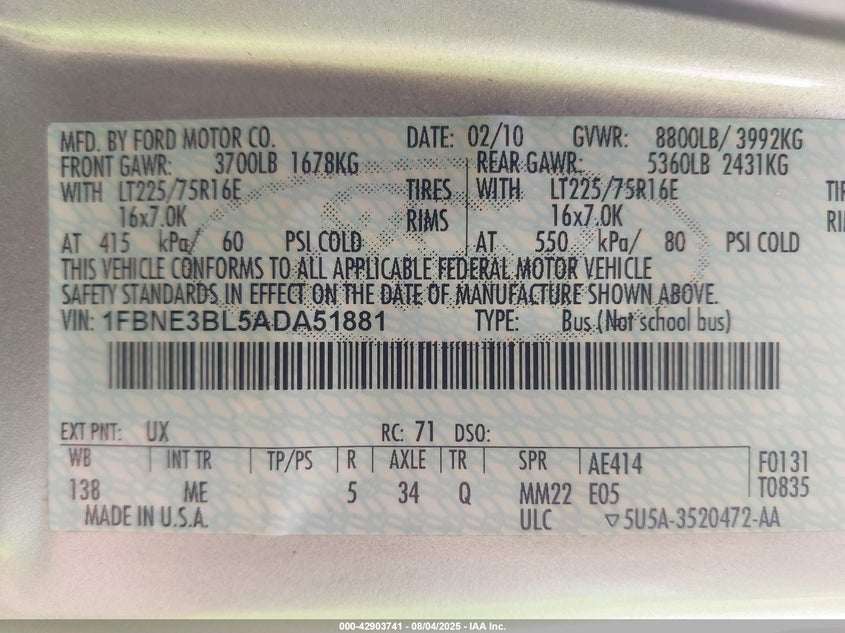 MFD. BY FORD MOTOR CO. DATE: 02/10 GVWR: 8800LB/ 3992KG
FRONT GAWR: 3700LB 1678KG REAR GAWR: 5360LB 2431KG
WITH LT225/75R16E TIRES WITH LT225/75R16E
16x7.0K RIMS 16x7.0K
AT 415 kPa/ 60 PSI COLD AT 550 kPa/ 80 PSI COLD
THIS VEHICLE CONFORMS TO ALL APPLICABLE FEDERAL MOTOR VEHICLE
SAFETY STANDARDS IN EFFECT ON THE DATE OF MANUFACTURE SHOWN ABOVE.
VIN: 1FBNE3BL5ADA51881 TYPE: Bus (Not school bus)
EXT PNT: UX RC: 71 DSO:
WB INT TR TP/PS R AXLE TR SPR AE414 F0131
138 ME 5 34 Q MM22 E05 T0835
MADE IN U.S.A. ULC ▽5U5A-3520472-AA
000-42903741 - 08/04/2025 - IAA Inc.